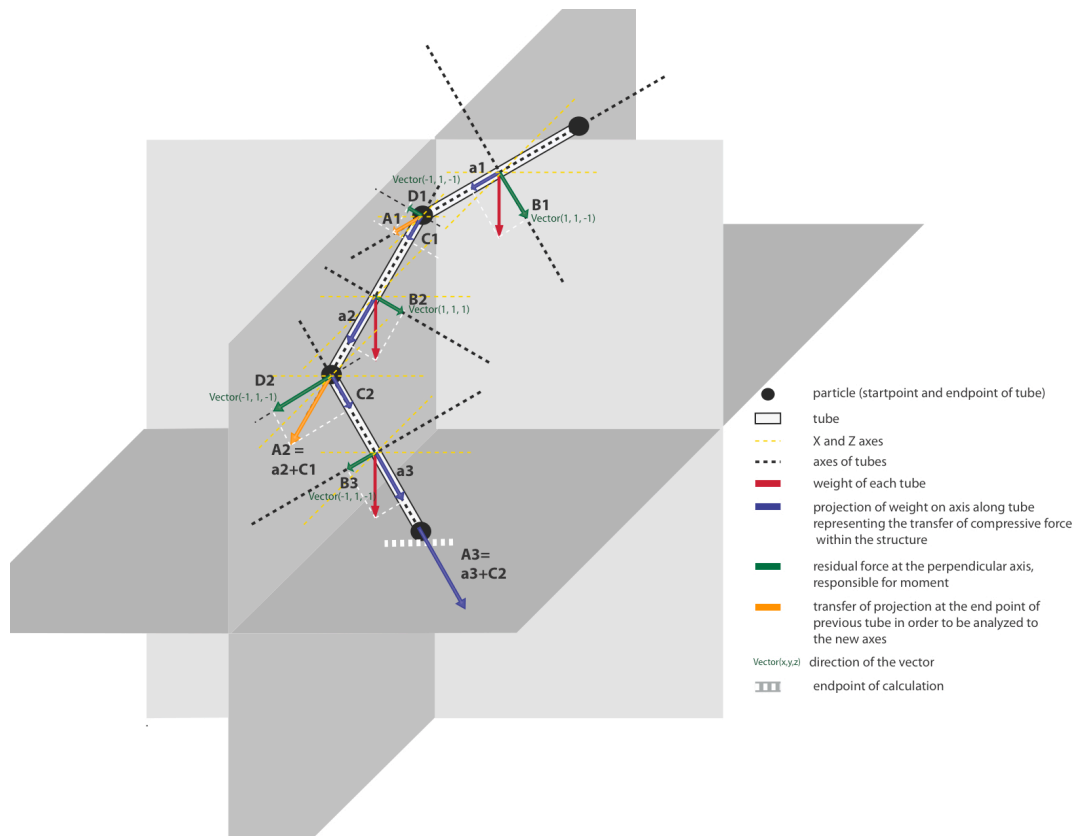 a1
Vector(-1, 1, -1)
D1
B1
A1
Vector(1, 1, -1)
C1
B2
Vector(1, 1, 1)
a2
D2
C2
Vector(-1, 1, -1)
A2 =
a2+C1
a3
B3
Vector(-1, 1, -1)
A3=
a3+C2
particle (startpoint and endpoint of tube)
tube
X and Z axes
axes of tubes
weight of each tube
projection of weight on axis along tube
representing the transfer of compressive force
within the structure
residual force at the perpendicular axis,
responsible for moment
transfer of projection at the end point of
previous tube in order to be analyzed to
the new axes
Vector(x,y,z) direction of the vector
endpoint of calculation